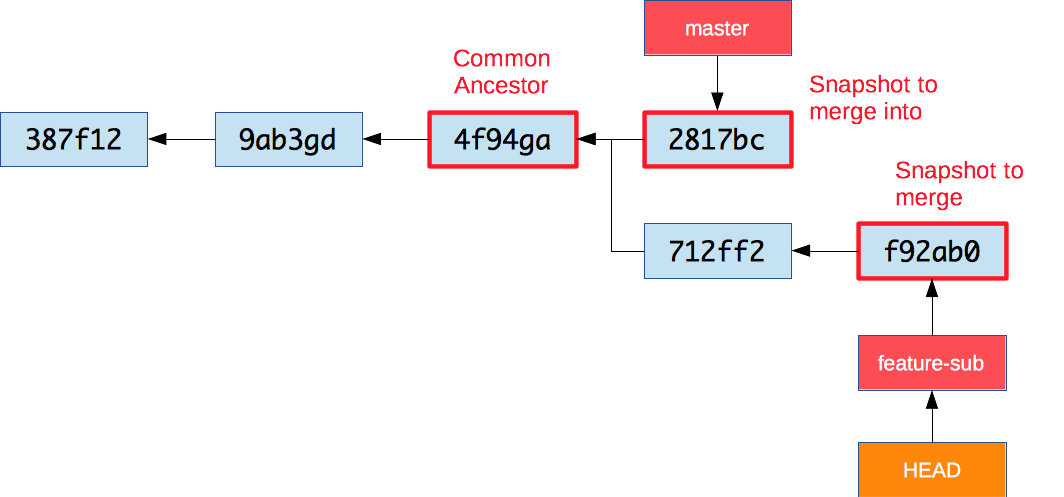 master
Common
Ancestor
Snapshot to
merge into
387f12
9ab3gd
4f94ga
2817bc
Snapshot to
merge
712ff2
f92ab0
feature-sub
HEAD